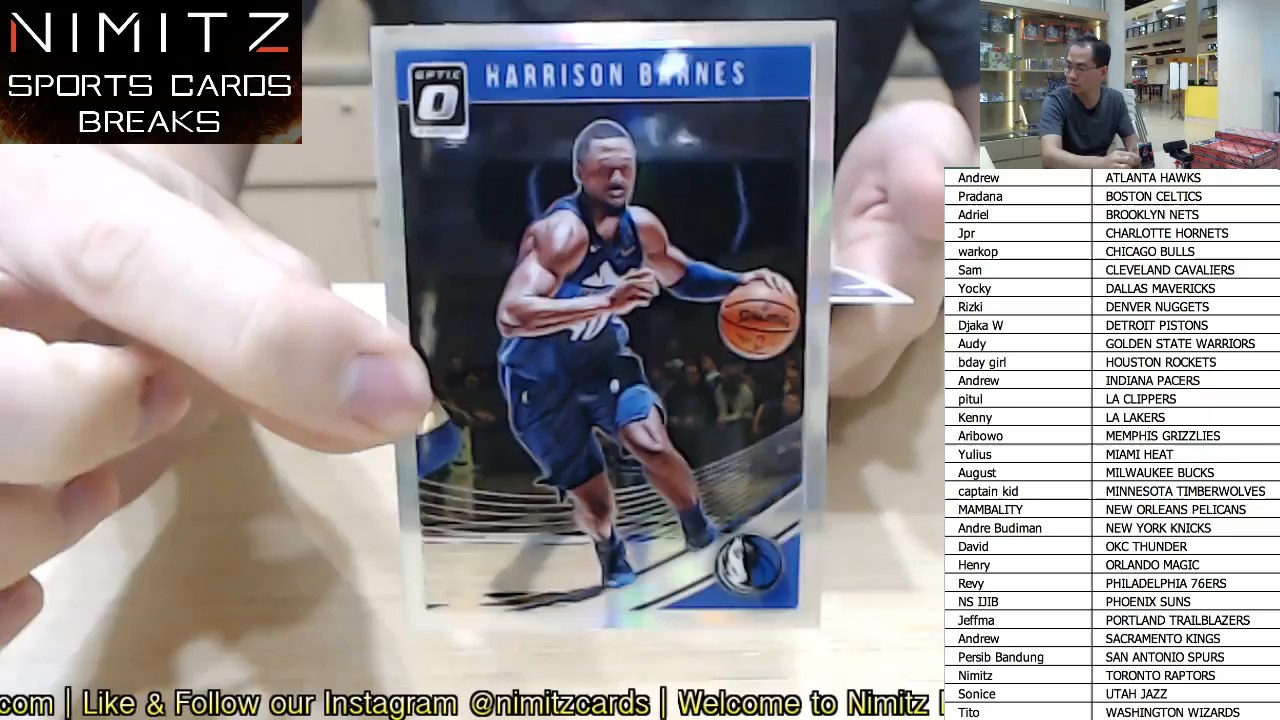 NIMITZ
SPORTS CARDS
BREAKS
OPTIC
HARRISON BARNES
Andrew ATLANTA HAWKS
Pradana BOSTON CELTICS
Adriel BROOKLYN NETS
Jpr CHARLOTTE HORNETS
warkop CHICAGO BULLS
Sam CLEVELAND CAVALIERS
Yocky DALLAS MAVERICKS
Rizki DENVER NUGGETS
Djaka W DETROIT PISTONS
Audy GOLDEN STATE WARRIORS
bday girl HOUSTON ROCKETS
Andrew INDIANA PACERS
pitul LA CLIPPERS
Kenny LA LAKERS
Aribowo MEMPHIS GRIZZLIES
Yulius MIAMI HEAT
August MILWAUKEE BUCKS
captain kid MINNESOTA TIMBERWOLVES
MAMBALITY NEW ORLEANS PELICANS
Andre Budiman NEW YORK KNICKS
David OKC THUNDER
Henry ORLANDO MAGIC
Revy PHILADELPHIA 76ERS
NS IJIB PHOENIX SUNS
Jeffma PORTLAND TRAILBLAZERS
Andrew SACRAMENTO KINGS
Persib Bandung SAN ANTONIO SPURS
Nimitz TORONTO RAPTORS
Sonice UTAH JAZZ
Tito WASHINGTON WIZARDS
.com | Like & Follow our Instagram @nimitzcards | Welcome to Nimitz